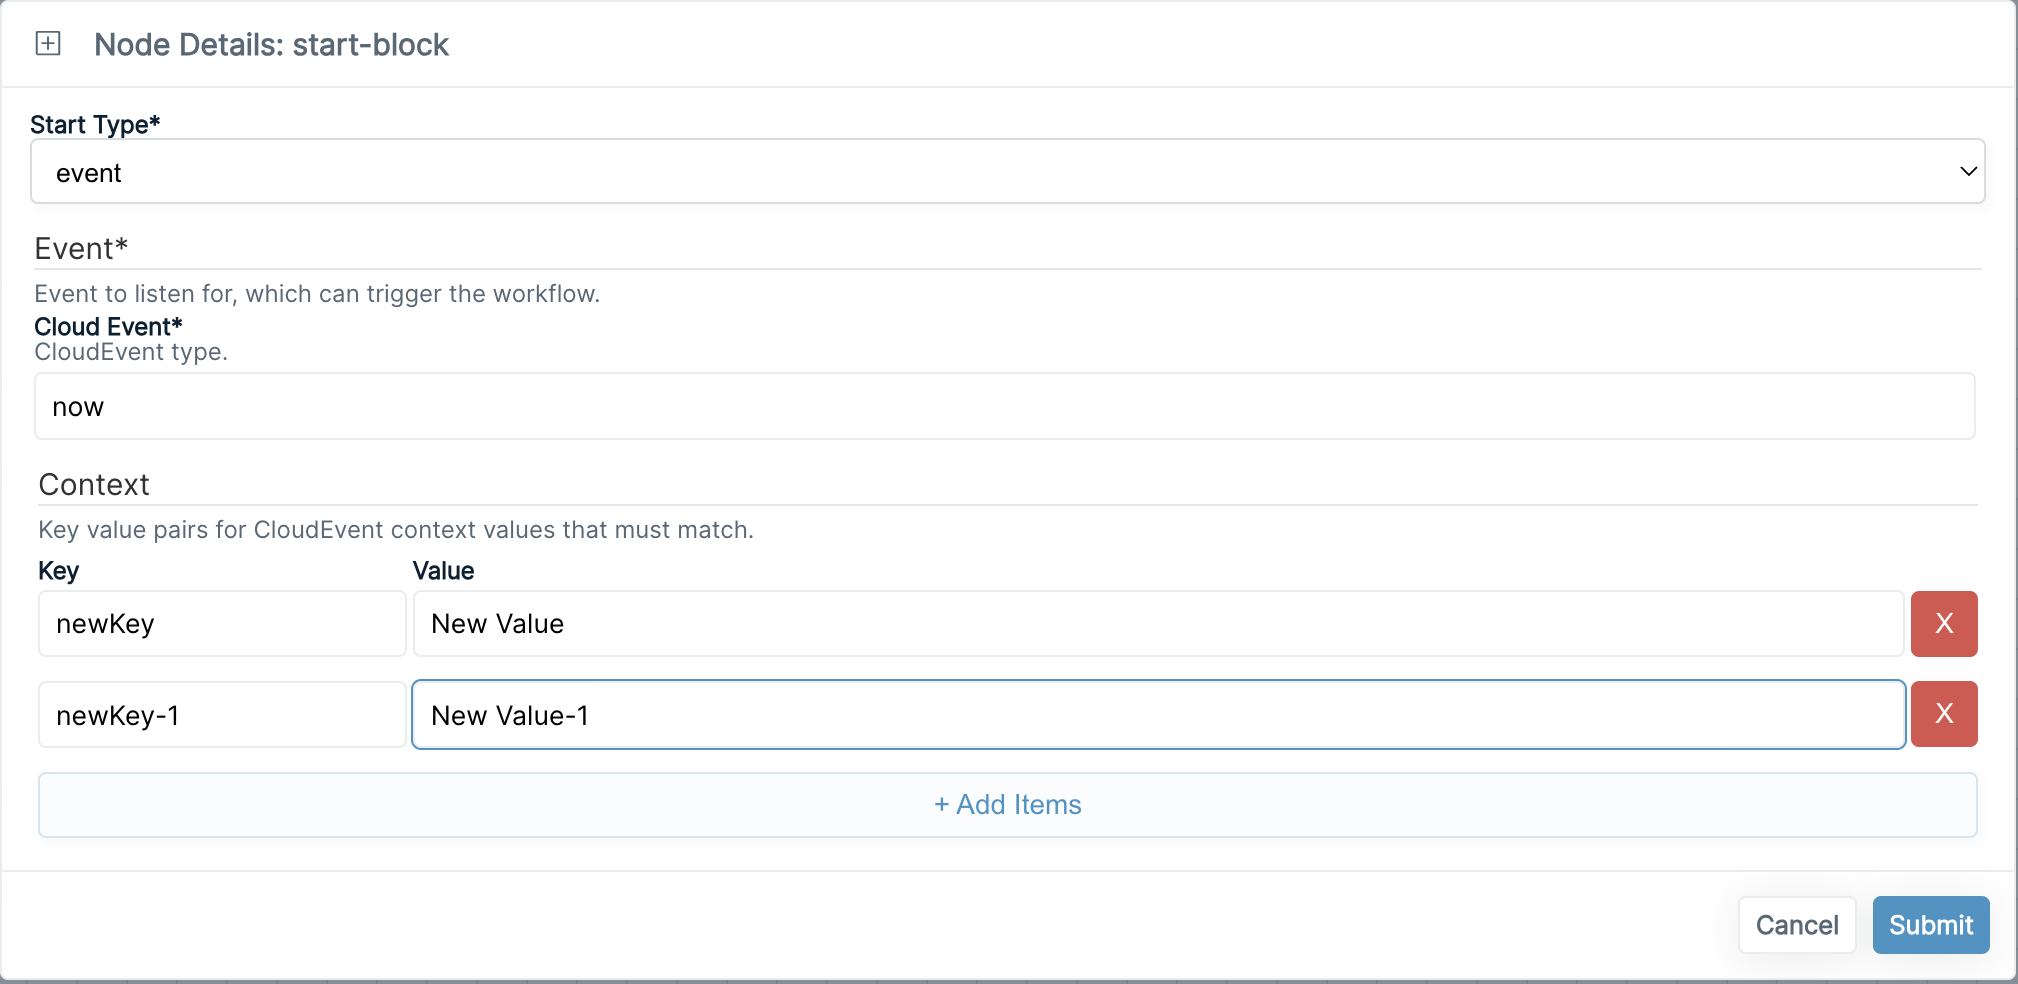 Node Details: start-block
Start Type*
event
Event*
Event to listen for, which can trigger the workflow.
Cloud Event*
CloudEvent type.
now
Context
Key value pairs for CloudEvent context values that must match.
Key Value
newKey New Value X
newKey-1 New Value-1 X
+ Add Items
Cancel Submit